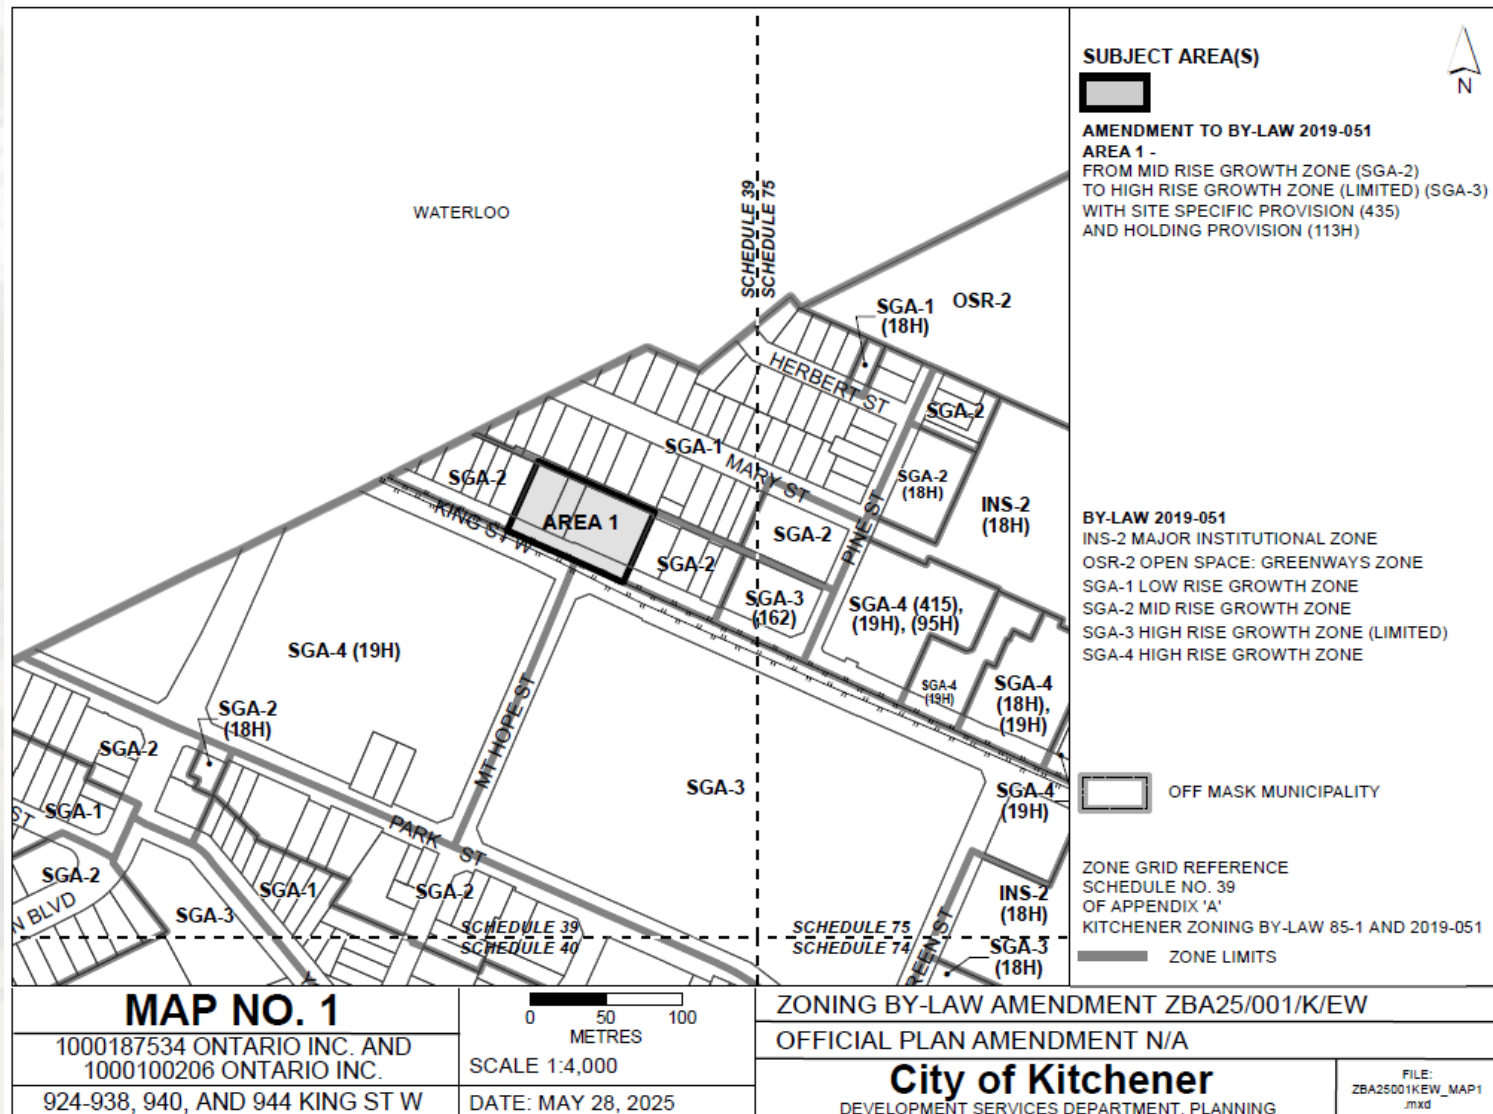 SUBJECT AREA(S)
N
AMENDMENT TO BY-LAW 2019-051
AREA 1 -
FROM MID RISE GROWTH ZONE (SGA-2)
TO HIGH RISE GROWTH ZONE (LIMITED) (SGA-3)
WITH SITE SPECIFIC PROVISION (435)
AND HOLDING PROVISION (113H)
WATERLOO
SCHEDULE 39
SCHEDULE 75
SGA-1
(18H)
OSR-2
HERBERT ST
SGA-2
SGA-1
MARY ST
SGA-2
SGA-2
(18H)
INS-2
(18H)
KING ST W
AREA 1
SGA-2
PINE ST
SGA-2
SGA-3
(162)
SGA-4 (415),
(19H), (95H)
SGA-4 (19H)
SGA-4
(19H)
SGA-4
(18H),
(19H)
MT HOPE ST
SGA-2
(18H)
SGA-2
SGA-3
SGA-4
(19H)
SGA-1
ST
PARK ST
SGA-2
SGA-1
SGA-2
INS-2
(18H)
N BLVD
SGA-3
REEN ST
SCHEDULE 39
SCHEDULE 40
SCHEDULE 75
SCHEDULE 74
SGA-3
(18H)
BY-LAW 2019-051
INS-2 MAJOR INSTITUTIONAL ZONE
OSR-2 OPEN SPACE: GREENWAYS ZONE
SGA-1 LOW RISE GROWTH ZONE
SGA-2 MID RISE GROWTH ZONE
SGA-3 HIGH RISE GROWTH ZONE (LIMITED)
SGA-4 HIGH RISE GROWTH ZONE
OFF MASK MUNICIPALITY
ZONE GRID REFERENCE
SCHEDULE NO. 39
OF APPENDIX 'A'
KITCHENER ZONING BY-LAW 85-1 AND 2019-051
ZONE LIMITS
MAP NO. 1
1000187534 ONTARIO INC. AND
1000100206 ONTARIO INC.
924-938, 940, AND 944 KING ST W
0 50 100
METRES
SCALE 1:4,000
DATE: MAY 28, 2025
ZONING BY-LAW AMENDMENT ZBA25/001/K/EW
OFFICIAL PLAN AMENDMENT N/A
City of Kitchener
DEVELOPMENT SERVICES DEPARTMENT, PLANNING
FILE:
ZBA25001KEW_MAP1
.mxd